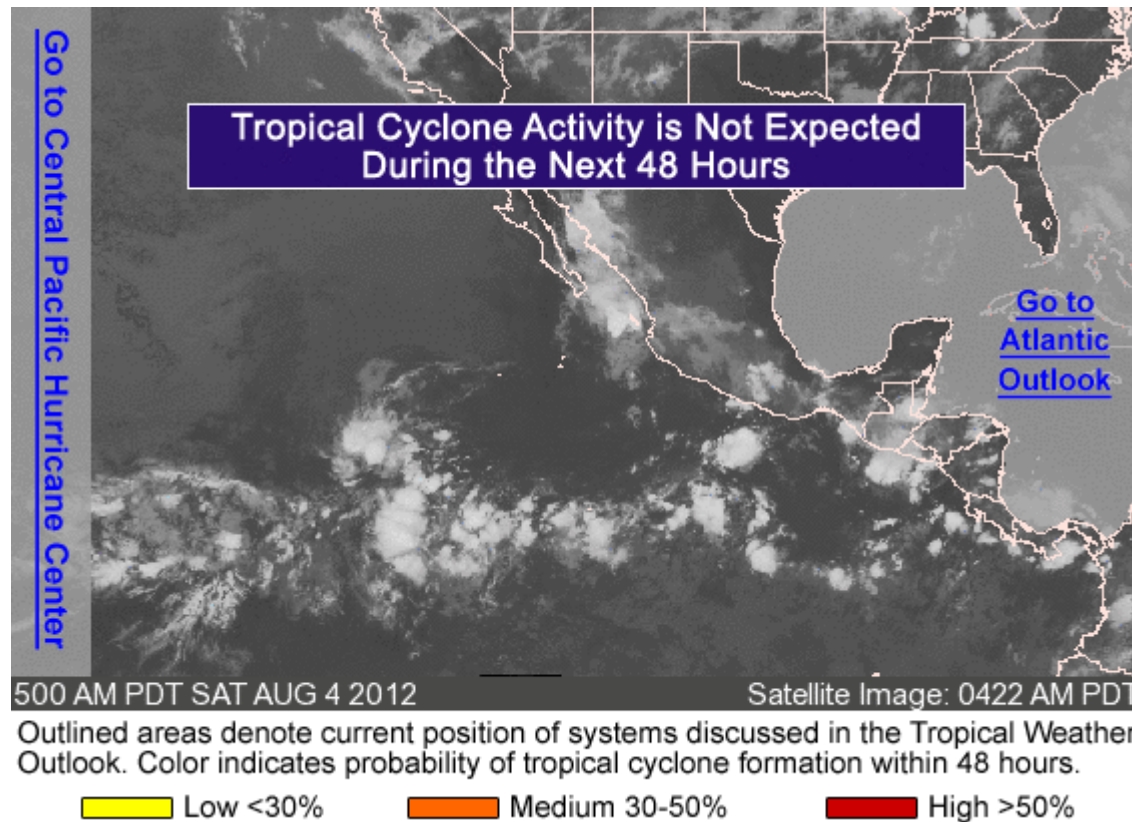 Go to Central Pacific Hurricane Center
Tropical Cyclone Activity is Not Expected
During the Next 48 Hours
Go to
Atlantic
Outlook
500 AM PDT SAT AUG 4 2012
Satellite Image: 0422 AM PDT
Outlined areas denote current position of systems discussed in the Tropical Weather
Outlook. Color indicates probability of tropical cyclone formation within 48 hours.
Low <30%
Medium 30-50%
High >50%